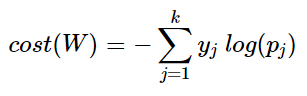 cost(W) = − ∑_{j=1}^{k} y_j log(p_j)